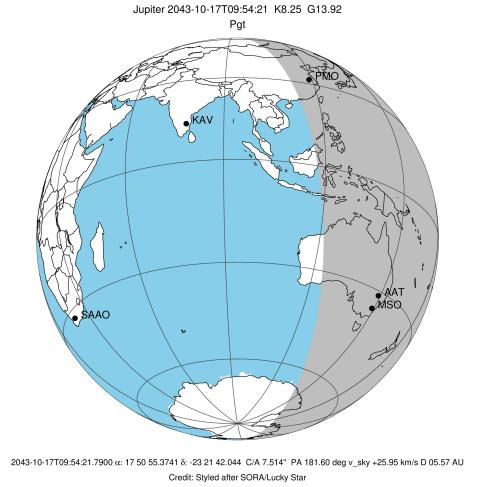 Jupiter 2043-10-17T09:54:21 K8.25 G13.92
Pgt
PMO
KAV
AAT
MSO
SAAO
2043-10-17T09:54:21.7900 α: 17 50 55.3741 δ: -23 21 42.044 C/A 7.514" PA 181.60 deg v_sky +25.95 km/s D 05.57 AU
Credit: Styled after SORA/Lucky Star